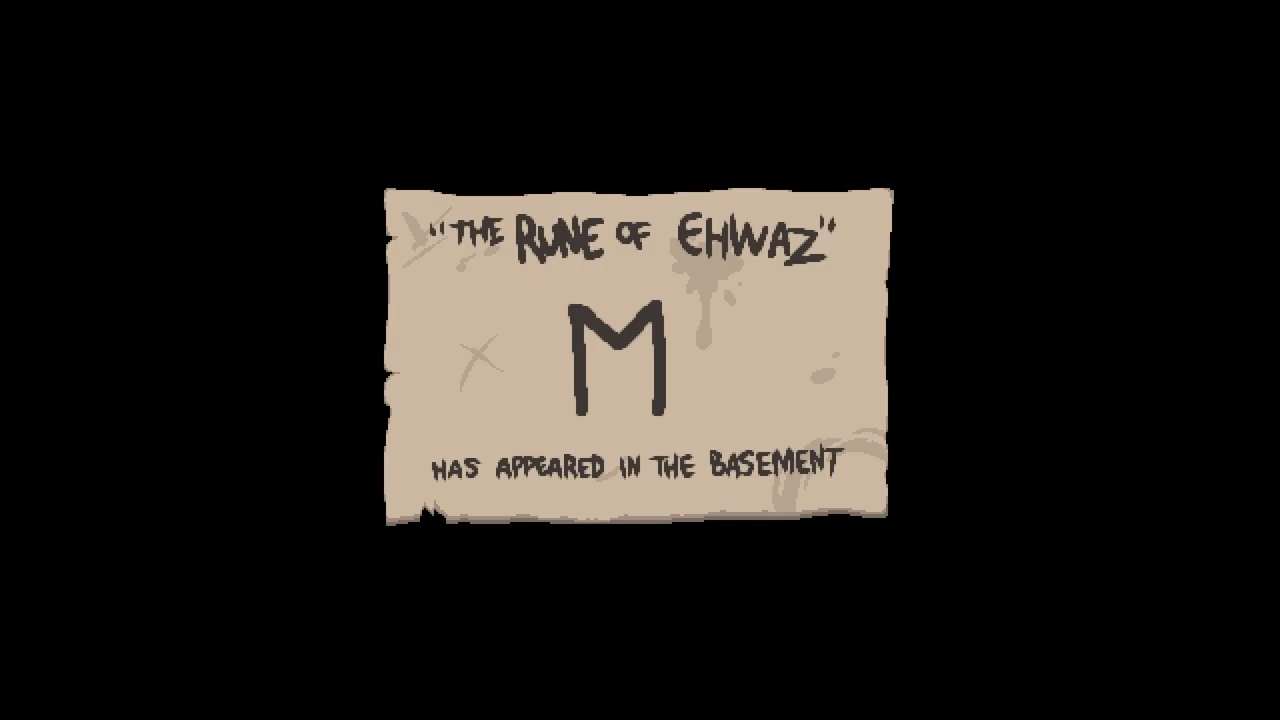 "THE RUNE OF EHWAZ"
ᛖ
HAS APPEARED IN THE BASEMENT